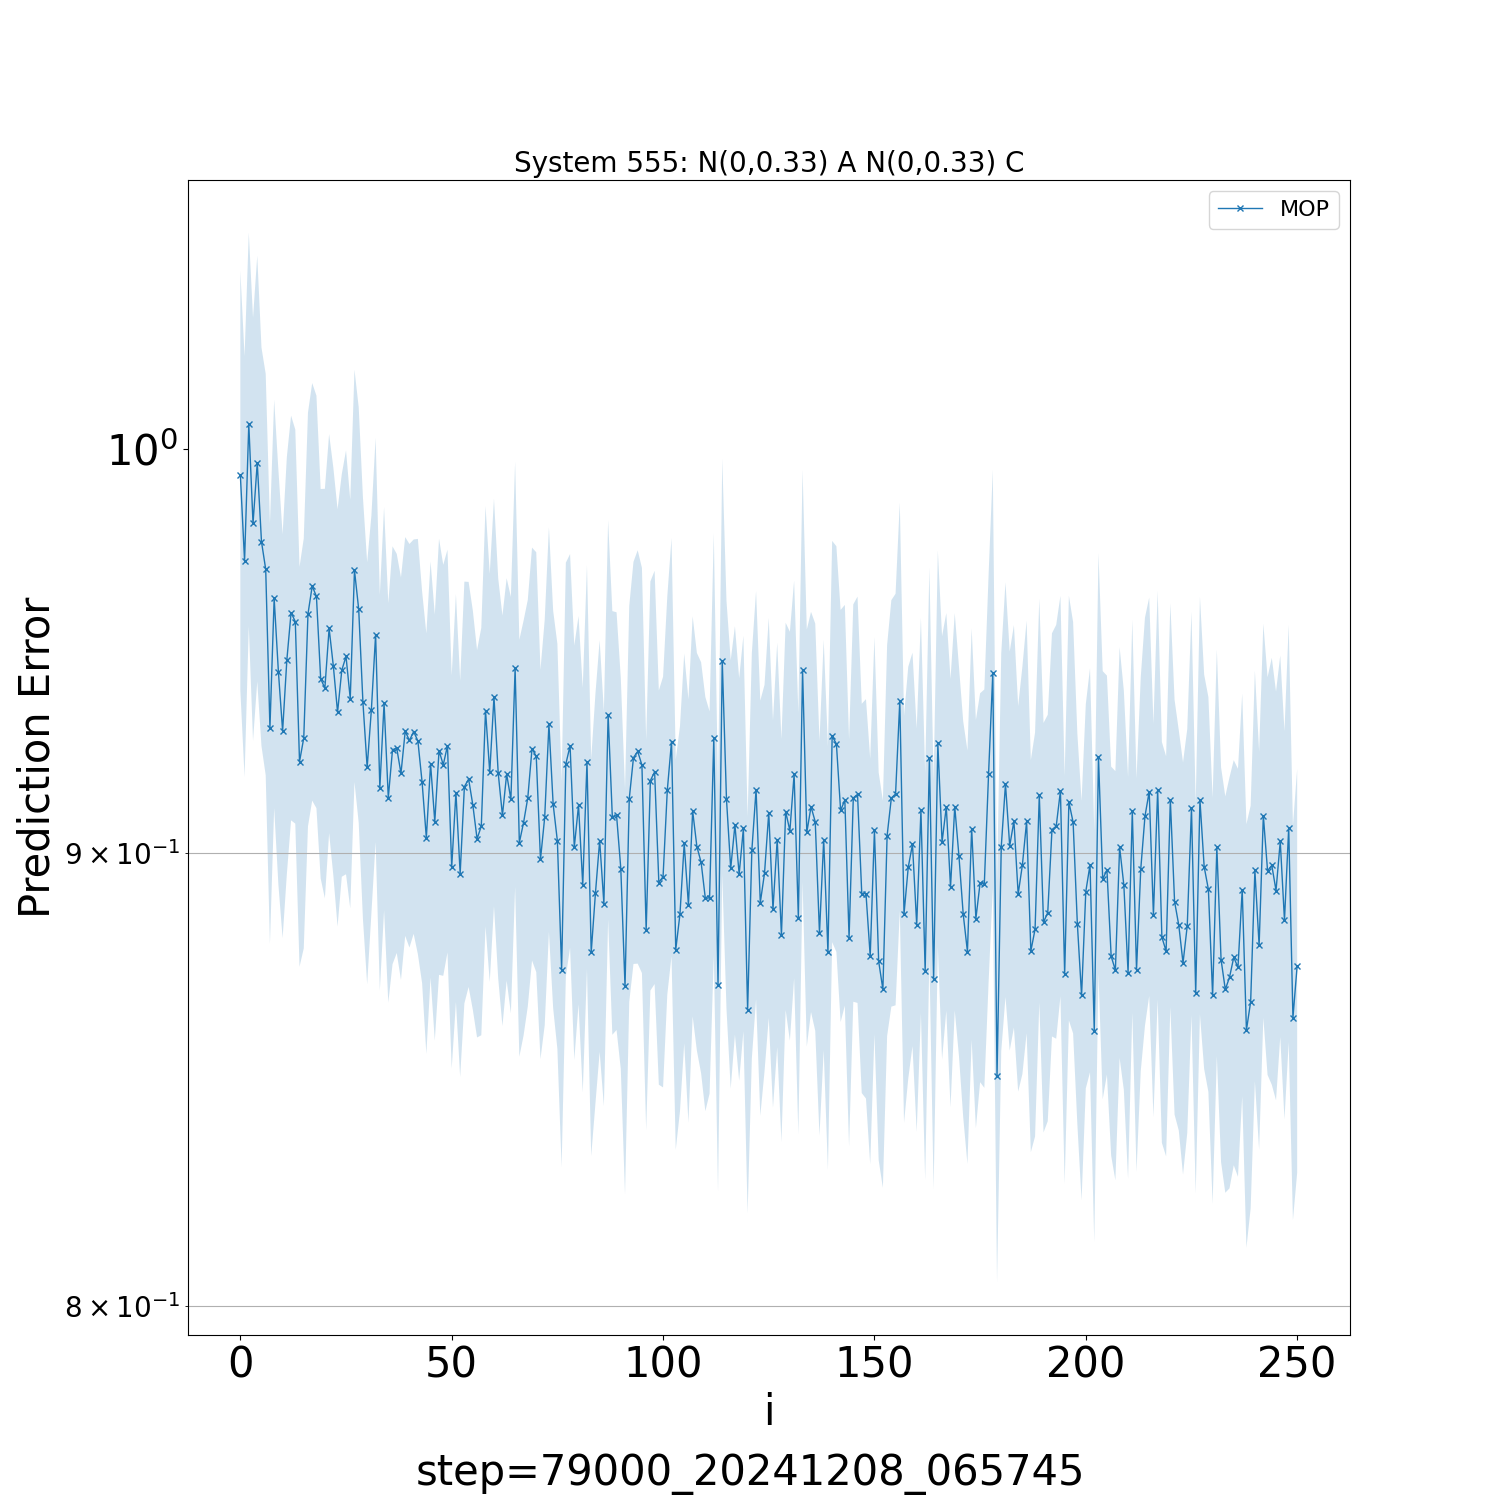 System 555: N(0,0.33) A N(0,0.33) C
MOP
Prediction Error
10⁰
9 × 10⁻¹
8 × 10⁻¹
0 50 100 150 200 250
i
step=79000_20241208_065745